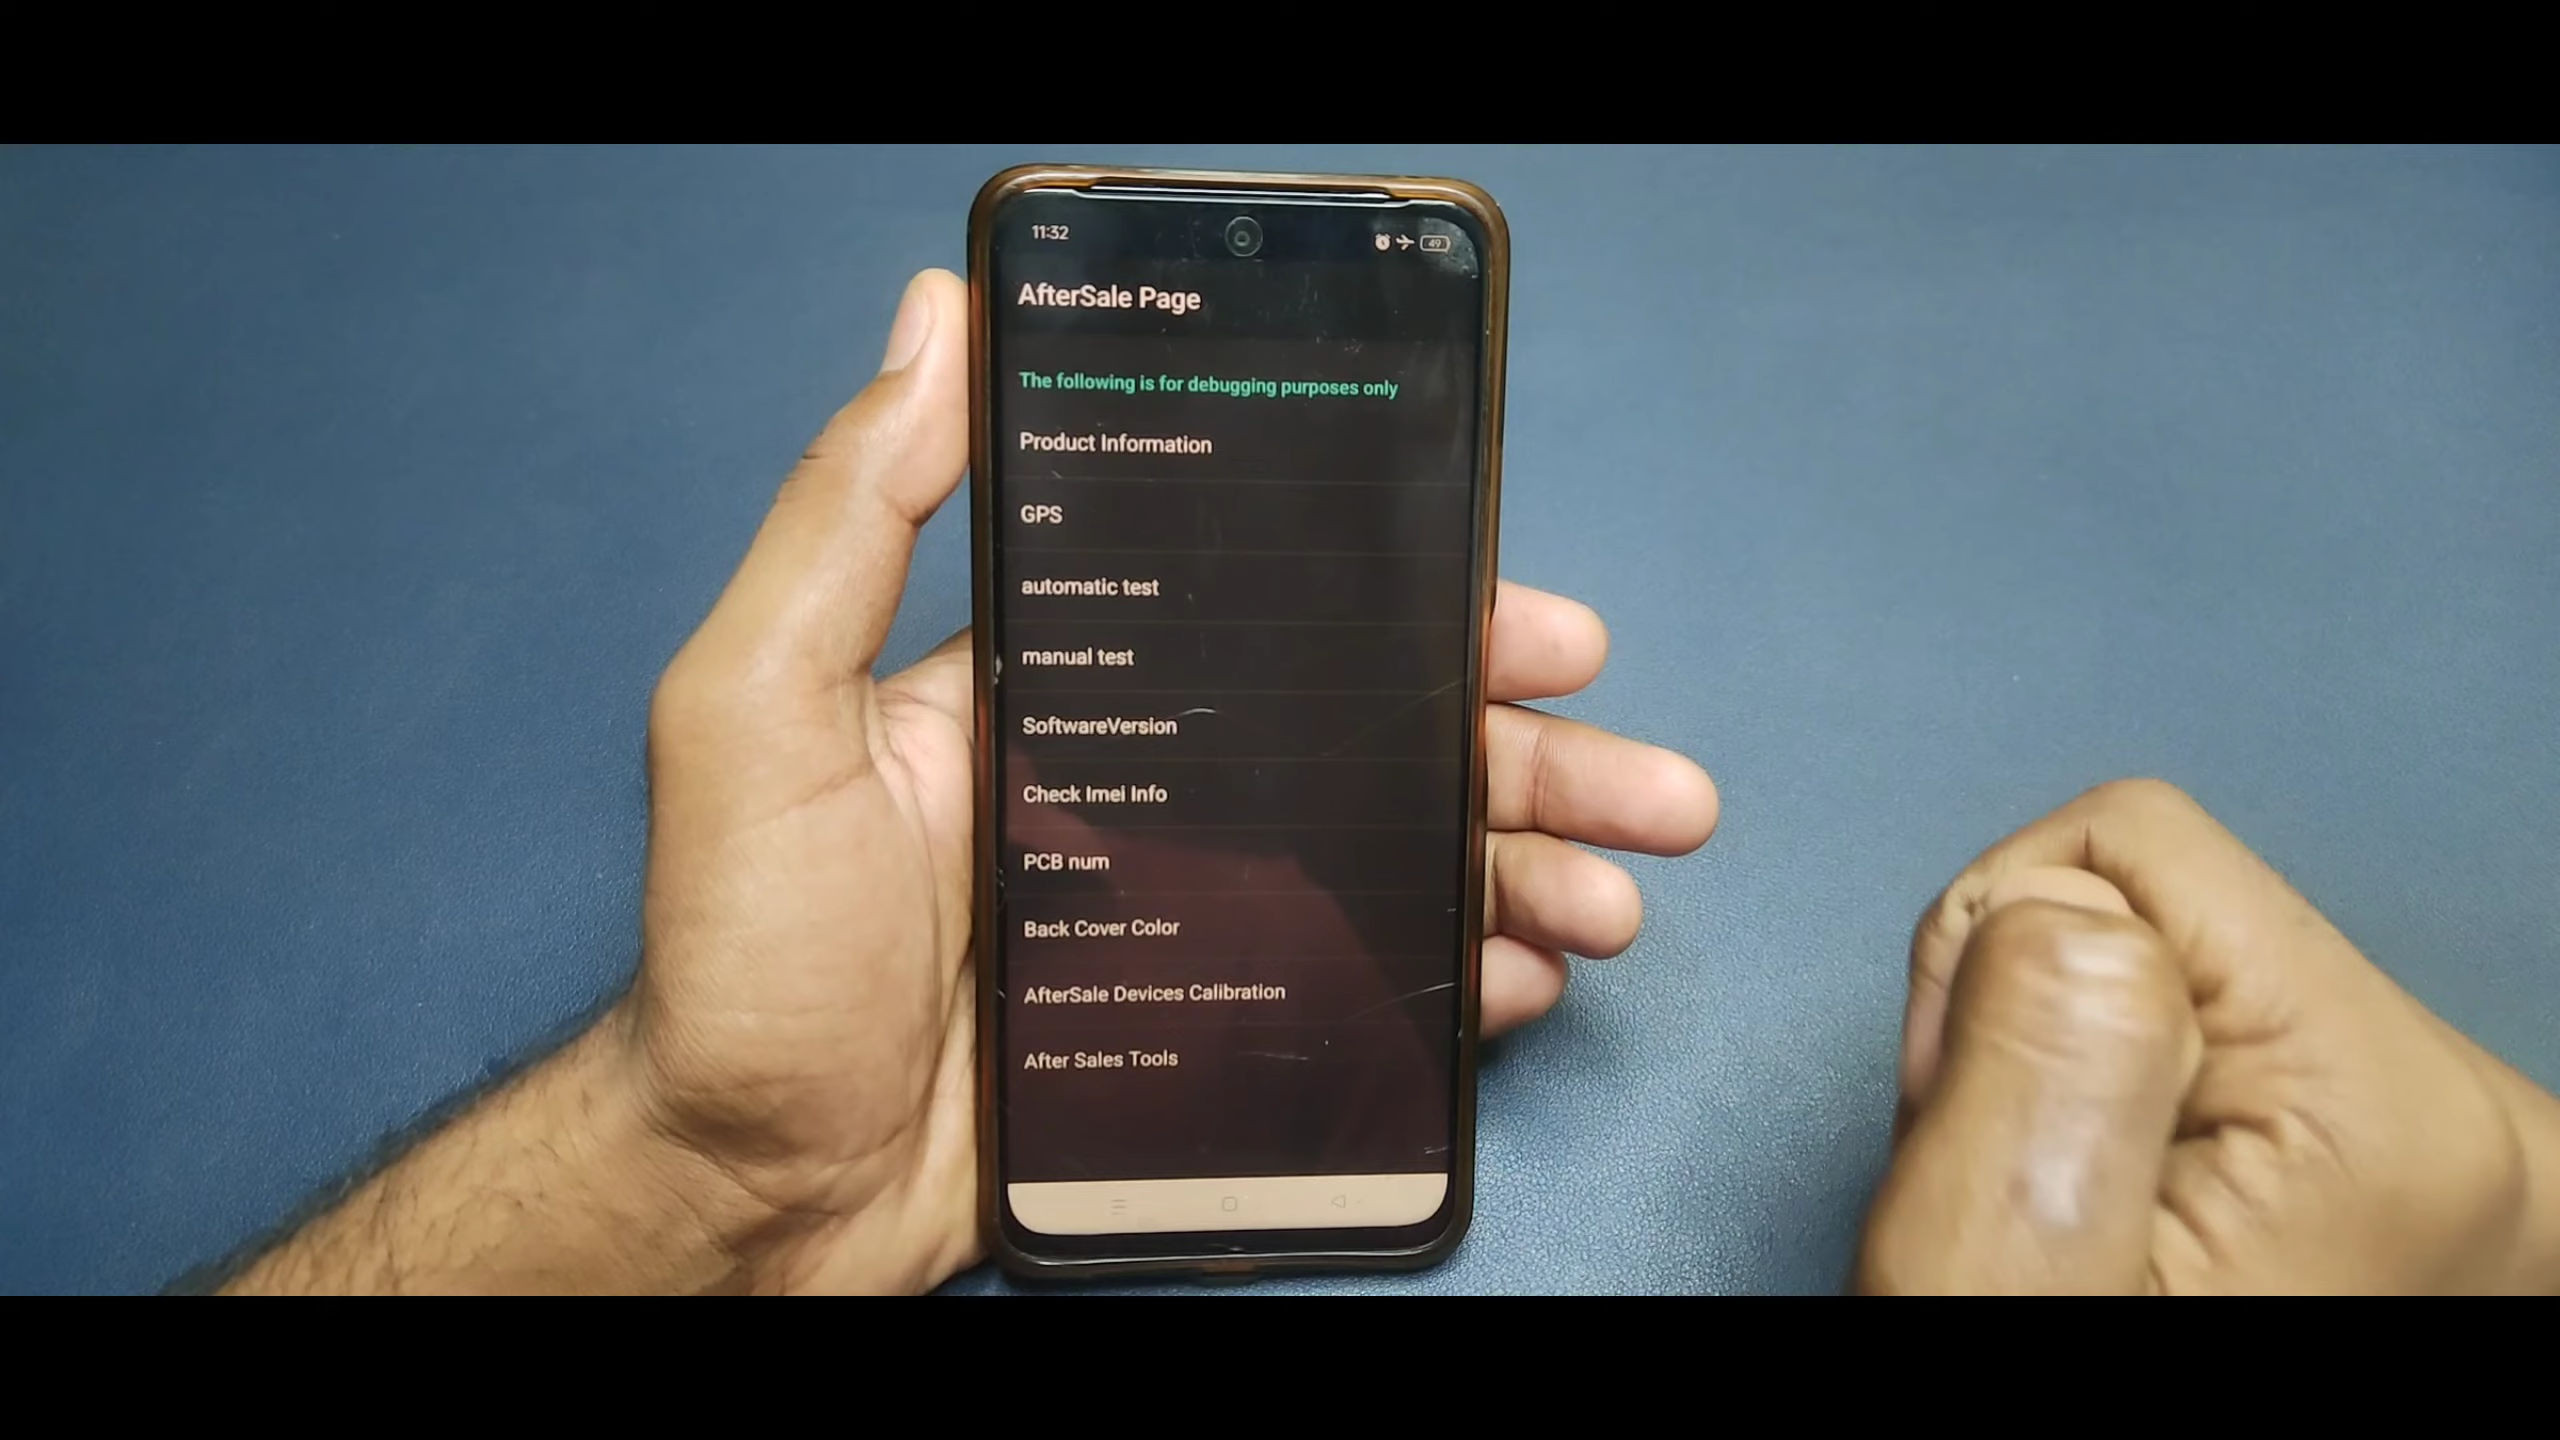 11:32
49
AfterSale Page
The following is for debugging purposes only
Product Information
GPS
automatic test
manual test
SoftwareVersion
Check Imei Info
PCB num
Back Cover Color
AfterSale Devices Calibration
After Sales Tools